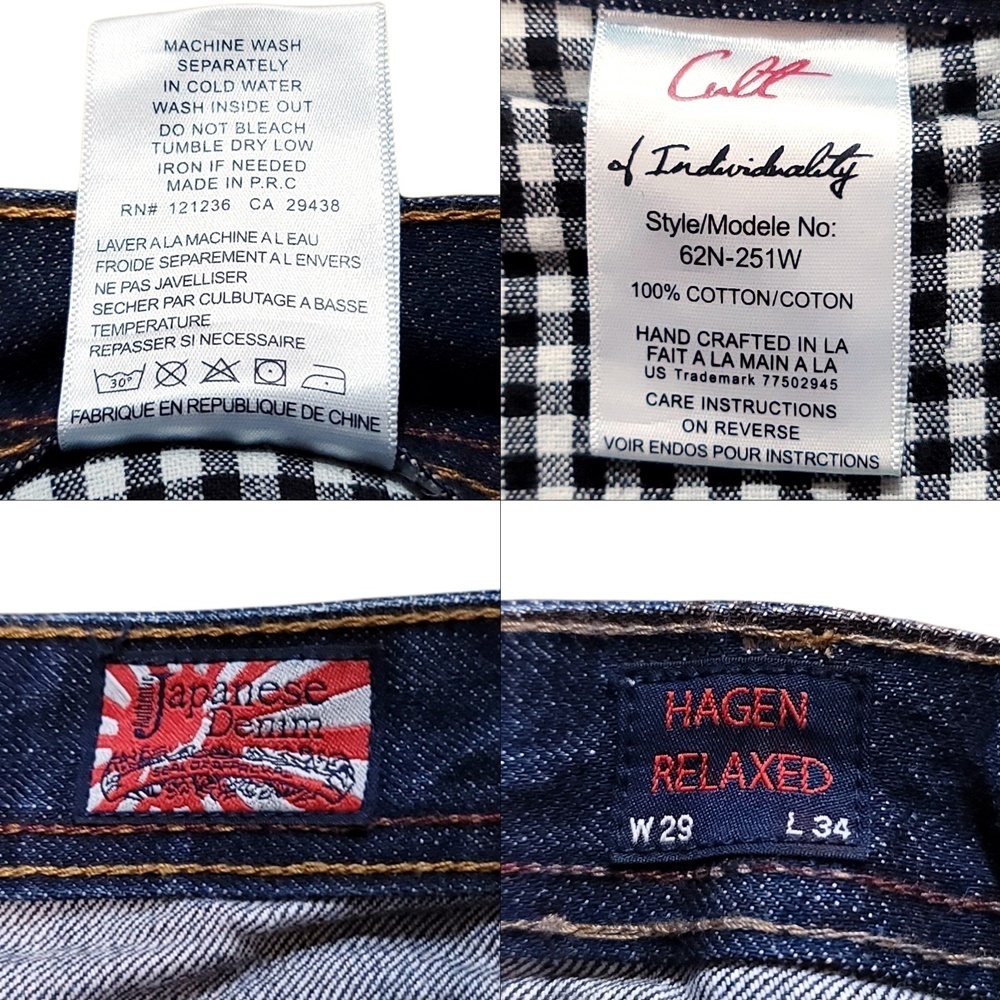 MACHINE WASH
SEPARATELY
IN COLD WATER
WASH INSIDE OUT
DO NOT BLEACH
TUMBLE DRY LOW
IRON IF NEEDED
MADE IN P.R.C
RN# 121236 CA 29438
LAVER A LA MACHINE A L EAU
FROIDE SEPAREMENT A L ENVERS
NE PAS JAVELLISER
SECHER PAR CULBUTAGE A BASSE
TEMPERATURE
REPASSER SI NECESSAIRE
30°
FABRIQUE EN REPUBLIQUE DE CHINE
Cult
of Individuality
Style/Modele No:
62N-251W
100% COTTON/COTON
HAND CRAFTED IN LA
FAIT A LA MAIN A LA
US Trademark 77502945
CARE INSTRUCTIONS
ON REVERSE
VOIR ENDOS POUR INSTRCTIONS
Authentic
Japanese
Denim
HAGEN
RELAXED
W 29 L 34